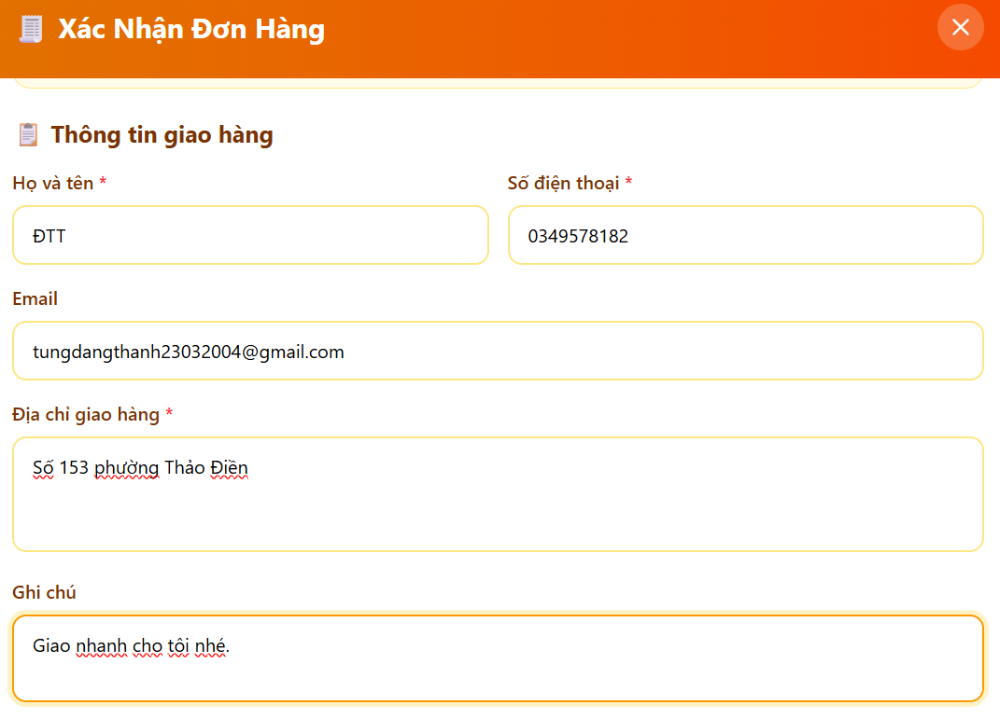 Xác Nhận Đơn Hàng
Thông tin giao hàng
Họ và tên * Số điện thoại *
ĐTT 0349578182
Email
tungdangthanh23032004@gmail.com
Địa chỉ giao hàng *
Số 153 phường Thảo Điền
Ghi chú
Giao nhanh cho tôi nhé.